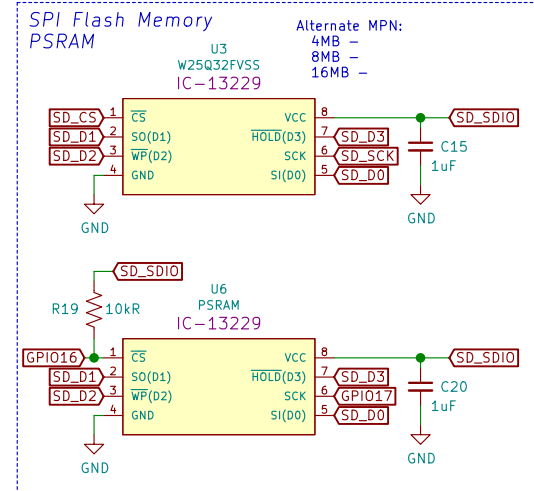 SPI Flash Memory
PSRAM
Alternate MPN:
4MB –
8MB –
16MB –
U3
W25Q32FVSS
IC-13229
SD_CS 1 CS VCC 8 SD_SDIO
SD_D1 2 SO(D1) HOLD(D3) 7 SD_D3
SD_D2 3 WP(D2) SCK 6 SD_SCK
4 GND SI(D0) 5 SD_D0
C15
1uF
GND
GND
SD_SDIO
R19 10kR
U6
PSRAM
IC-13229
GPIO16 1 CS VCC 8 SD_SDIO
SD_D1 2 SO(D1) HOLD(D3) 7 SD_D3
SD_D2 3 WP(D2) SCK 6 GPIO17
4 GND SI(D0) 5 SD_D0
C20
1uF
GND
GND